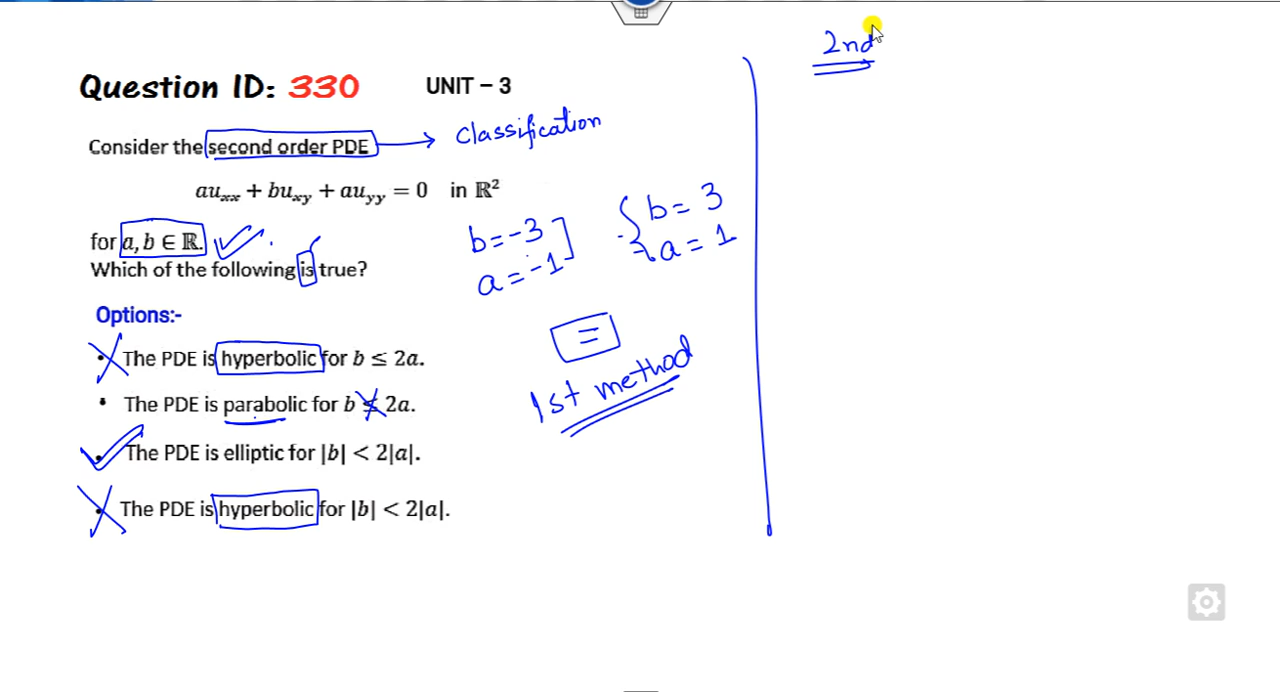 2nd
Question ID: 330 UNIT – 3
Consider the second order PDE → Classification
au_xx + bu_xy + au_yy = 0 in ℝ²
for a, b ∈ ℝ.
b = -3
a = -1
b = 3
a = 1
Which of the following is true?
Options:-
The PDE is hyperbolic for b ≤ 2a.
=
1st method
• The PDE is parabolic for b ≤ 2a.
The PDE is elliptic for |b| < 2|a|.
The PDE is hyperbolic for |b| < 2|a|.